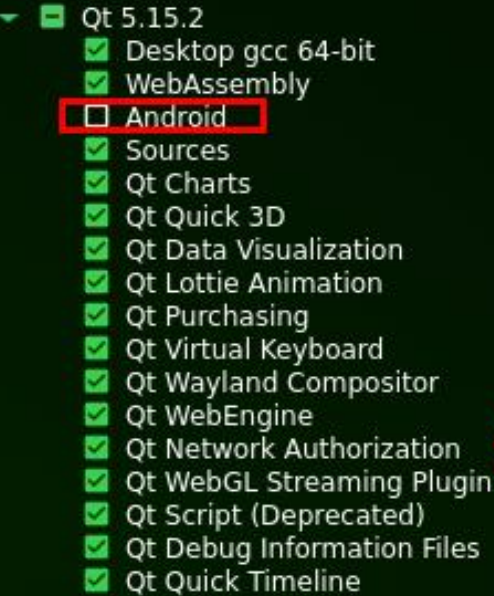 Qt 5.15.2
Desktop gcc 64-bit
WebAssembly
Android
Sources
Qt Charts
Qt Quick 3D
Qt Data Visualization
Qt Lottie Animation
Qt Purchasing
Qt Virtual Keyboard
Qt Wayland Compositor
Qt WebEngine
Qt Network Authorization
Qt WebGL Streaming Plugin
Qt Script (Deprecated)
Qt Debug Information Files
Qt Quick Timeline